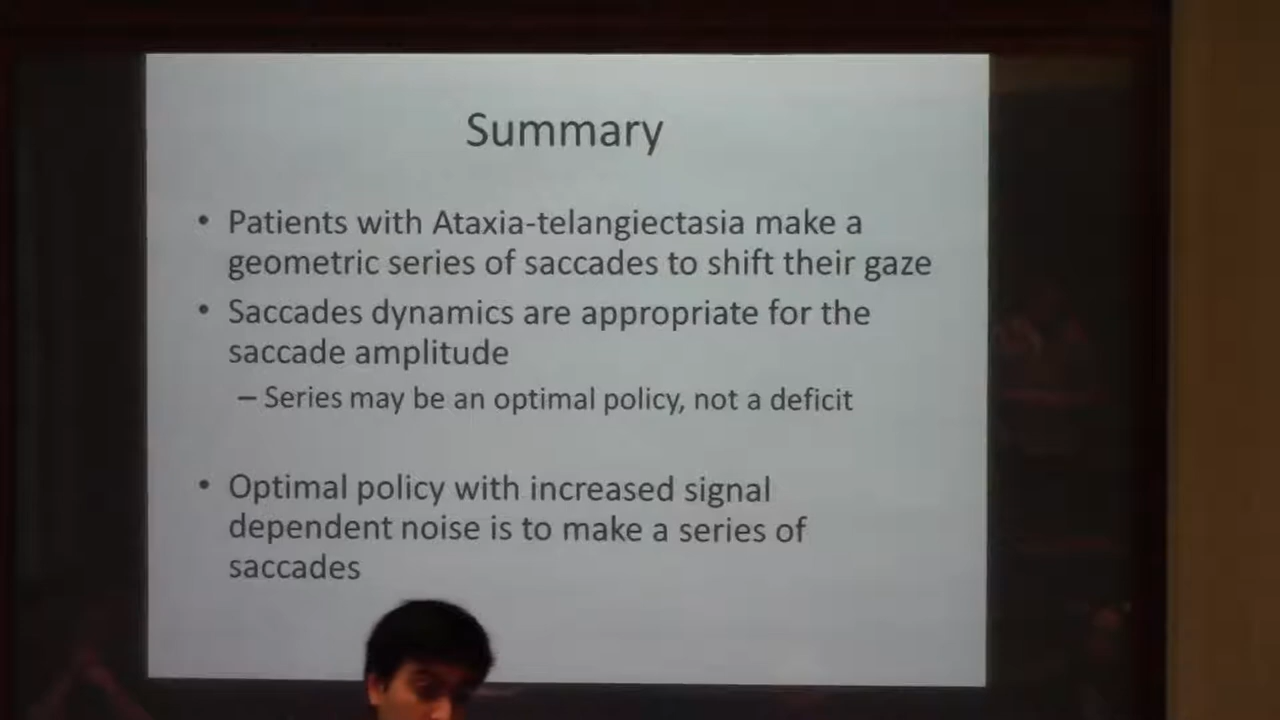 Summary
• Patients with Ataxia-telangiectasia make a
geometric series of saccades to shift their gaze
• Saccades dynamics are appropriate for the
saccade amplitude
– Series may be an optimal policy, not a deficit
• Optimal policy with increased signal
dependent noise is to make a series of
saccades